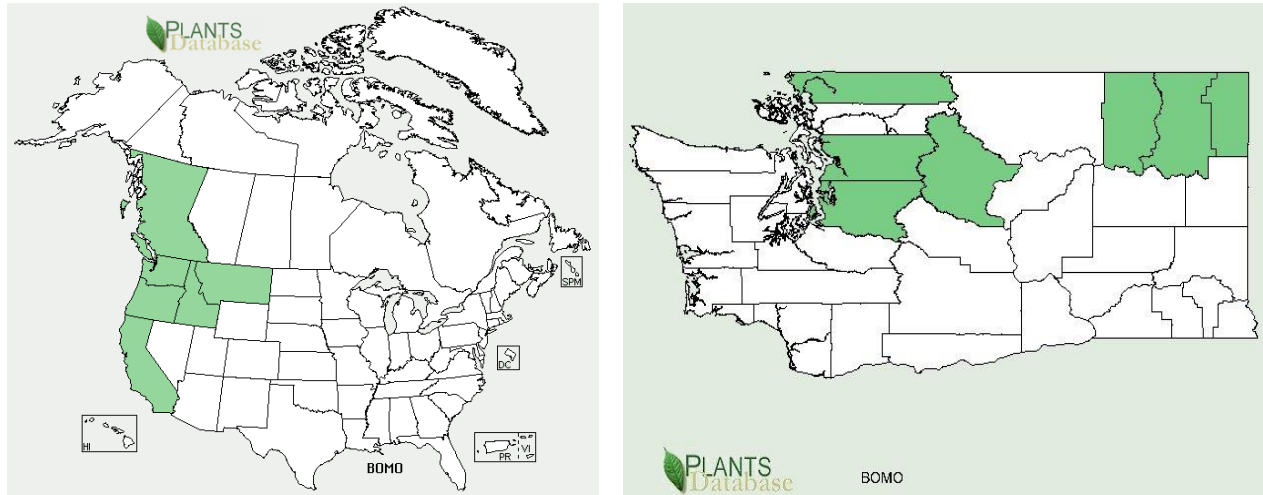 PLANTS
Database
SPM
DC
HI
PR
VI
BOMO
PLANTS
Database
BOMO